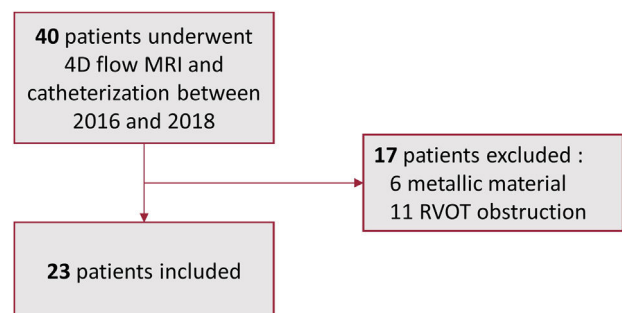 40 patients underwent
4D flow MRI and
catheterization between
2016 and 2018
17 patients excluded :
6 metallic material
11 RVOT obstruction
23 patients included